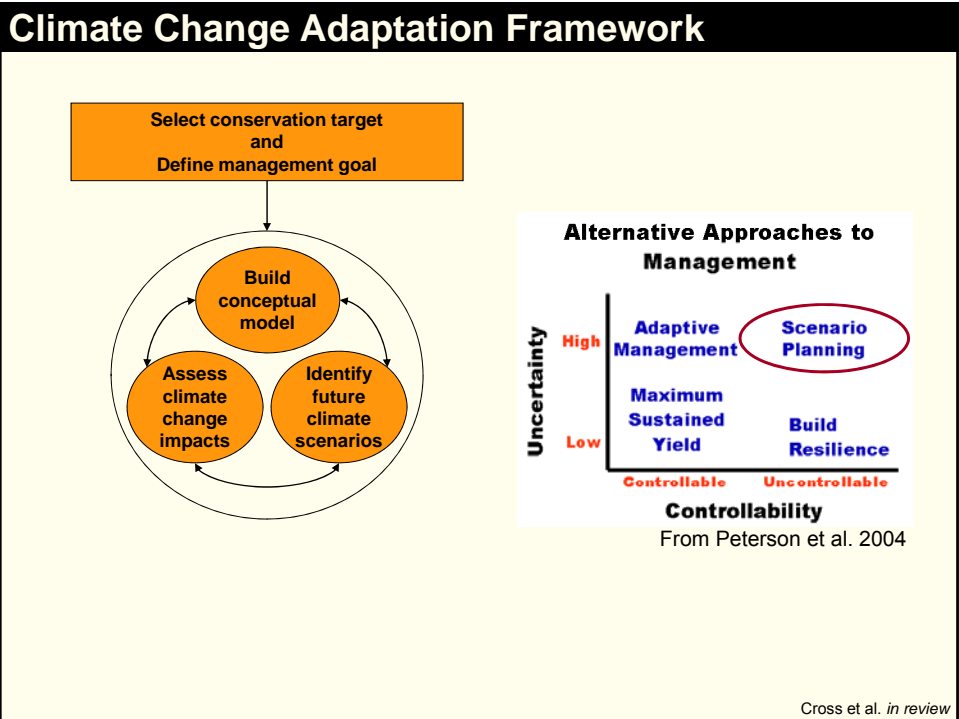 Climate Change Adaptation Framework
Select conservation target
and
Define management goal
Build
conceptual
model
Assess
climate
change
impacts
Identify
future
climate
scenarios
Alternative Approaches to
Management
Uncertainty
High
Low
Adaptive
Management
Scenario
Planning
Maximum
Sustained
Yield
Build
Resilience
Controllable
Uncontrollable
Controllability
From Peterson et al. 2004
Cross et al. in review